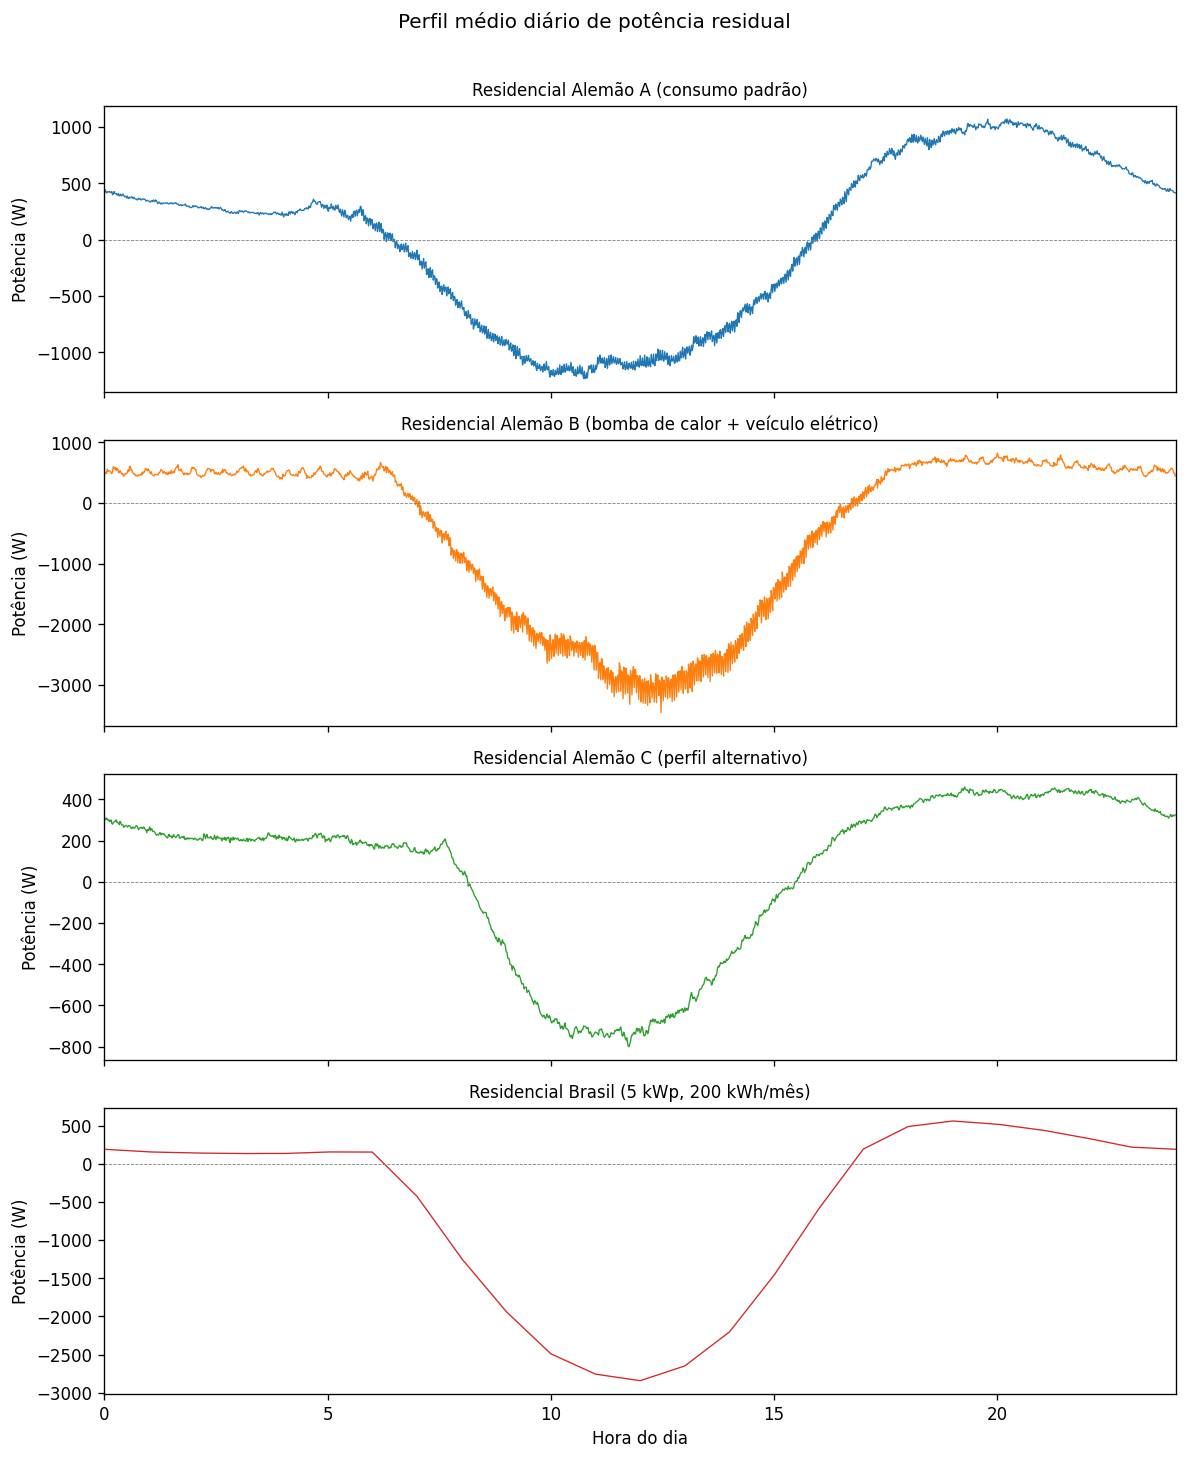 Perfil médio diário de potência residual
Residencial Alemão A (consumo padrão)
1000
500
0
−500
−1000
Potência (W)
Residencial Alemão B (bomba de calor + veículo elétrico)
1000
0
−1000
−2000
−3000
Potência (W)
Residencial Alemão C (perfil alternativo)
400
200
0
−200
−400
−600
−800
Potência (W)
Residencial Brasil (5 kWp, 200 kWh/mês)
500
0
−500
−1000
−1500
−2000
−2500
−3000
Potência (W)
0 5 10 15 20
Hora do dia